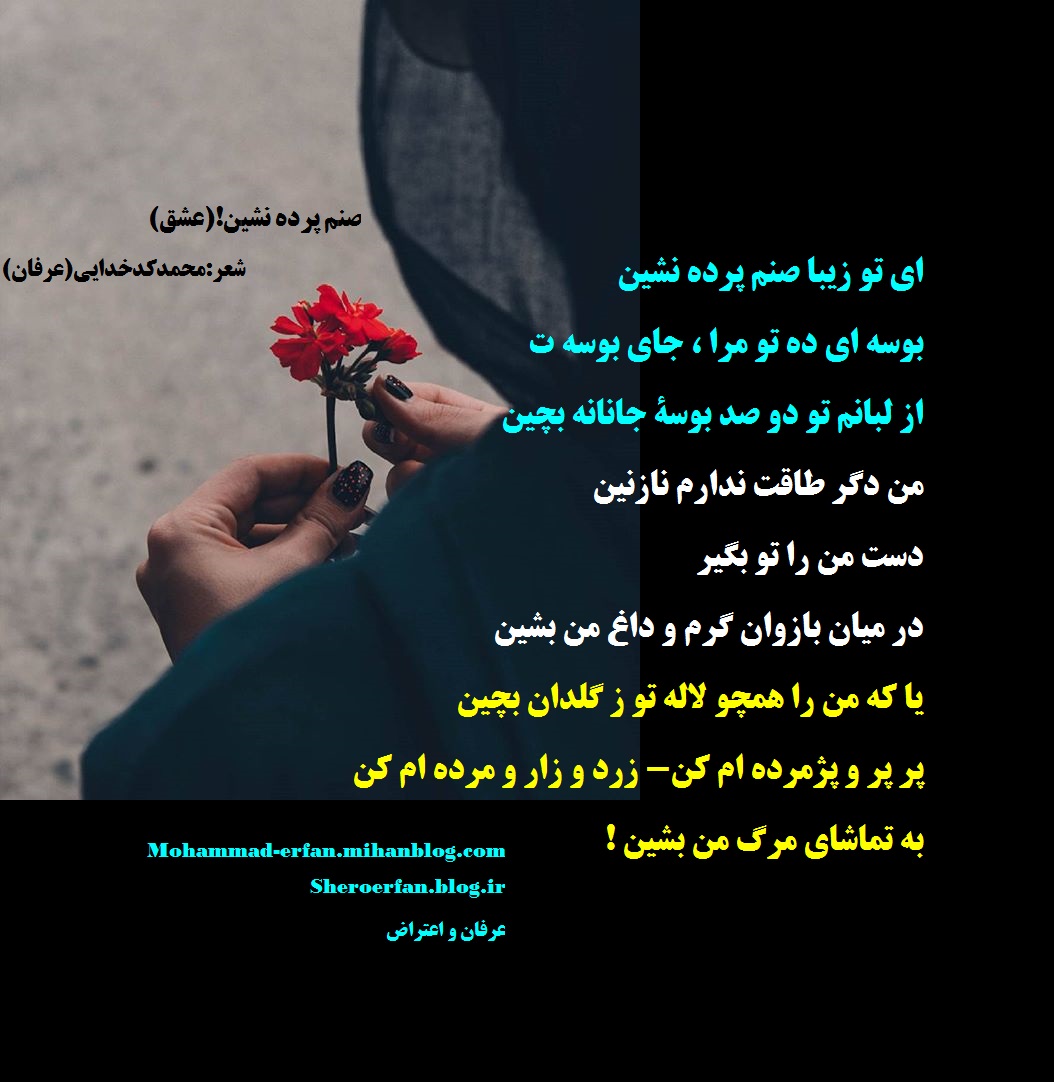 صنم پرده نشین!(عشق)
شعر:محمدکدخدایی(عرفان)
ای تو زیبا صنم پرده نشین
بوسه ای ده تو مرا ، جای بوسه ت
از لبانم تو دو صد بوسهٔ جانانه بچین
من دگر طاقت ندارم نازنین
دست من را تو بگیر
در میان بازوان گرم و داغ من بشین
یا که من را همچو لاله تو ز گلدان بچین
پر پر و پژمرده ام کن– زرد و زار و مرده ام کن
به تماشای مرگ من بشین !
Mohammad-erfan.mihanblog.com
Sheroerfan.blog.ir
عرفان و اعتراض